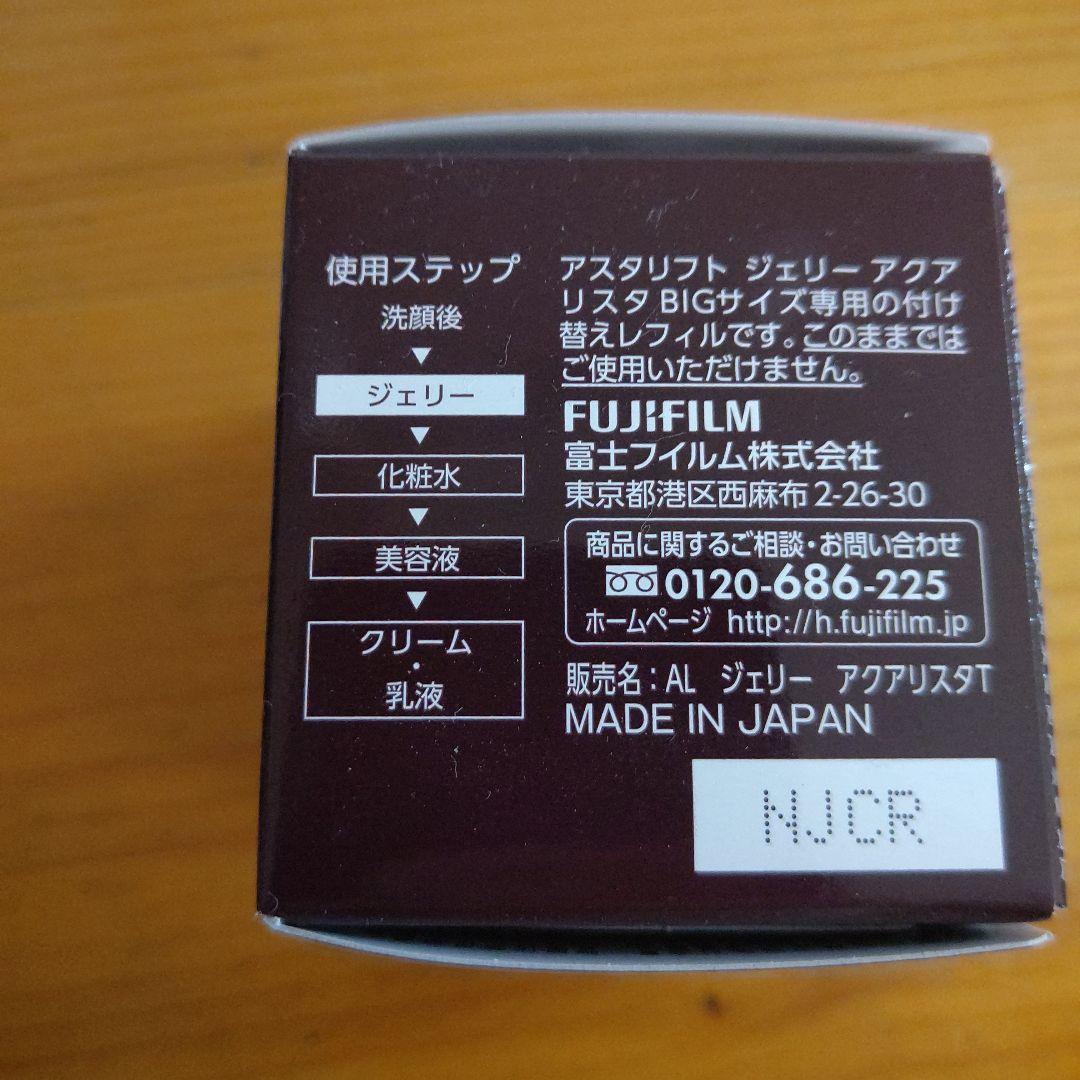 使用ステップ
洗顔後
▼
ジェリー
▼
化粧水
▼
美容液
▼
クリーム
・
乳液
アスタリフト ジェリー アクア
リスタ BIGサイズ専用の付け
替えレフィルです。このままでは
ご使用いただけません。
FUJIFILM
富士フイルム株式会社
東京都港区西麻布2-26-30
商品に関するご相談・お問い合わせ
0120-686-225
ホームページ http://h.fujifilm.jp
販売名：AL ジェリー アクアリスタT
MADE IN JAPAN
NJCR